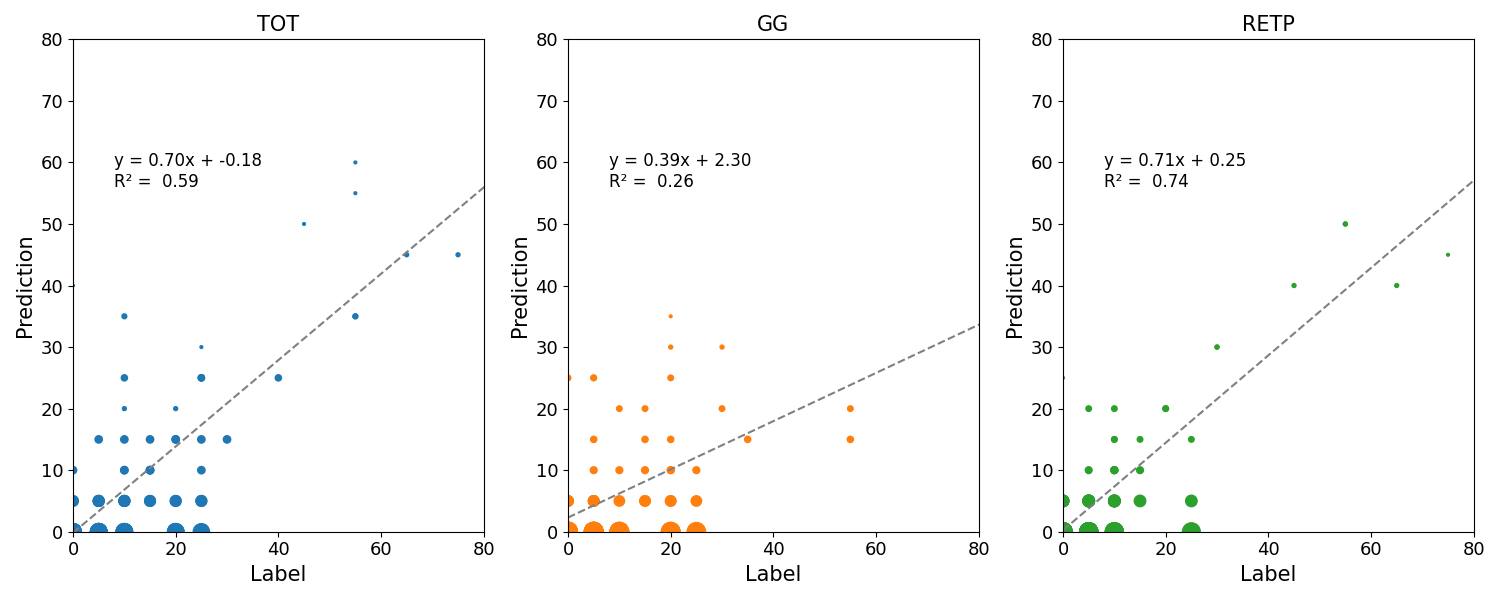 TOT
80
70
60
50
40
30
20
10
0
y = 0.70x + -0.18
R² =  0.59
Prediction
0 20 40 60 80
Label
GG
80
70
60
50
40
30
20
10
0
y = 0.39x + 2.30
R² =  0.26
Prediction
0 20 40 60 80
Label
RETP
80
70
60
50
40
30
20
10
0
y = 0.71x + 0.25
R² =  0.74
Prediction
0 20 40 60 80
Label